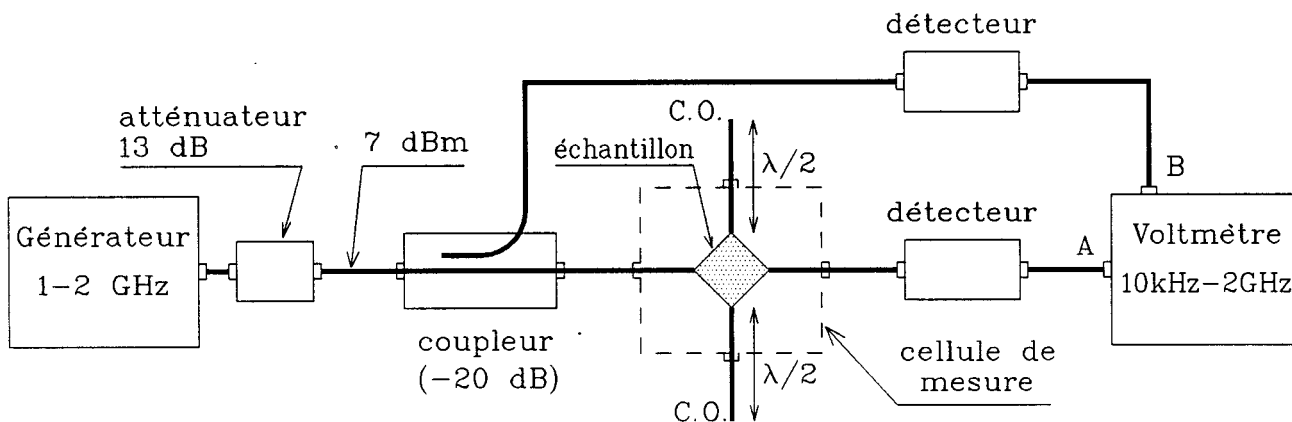 détecteur
C.O.
atténuateur
13 dB
7 dBm
échantillon
λ/2
B
Générateur
1-2 GHz
détecteur
A
Voltmètre
10kHz-2GHz
coupleur
(-20 dB)
λ/2
cellule de
mesure
C.O.